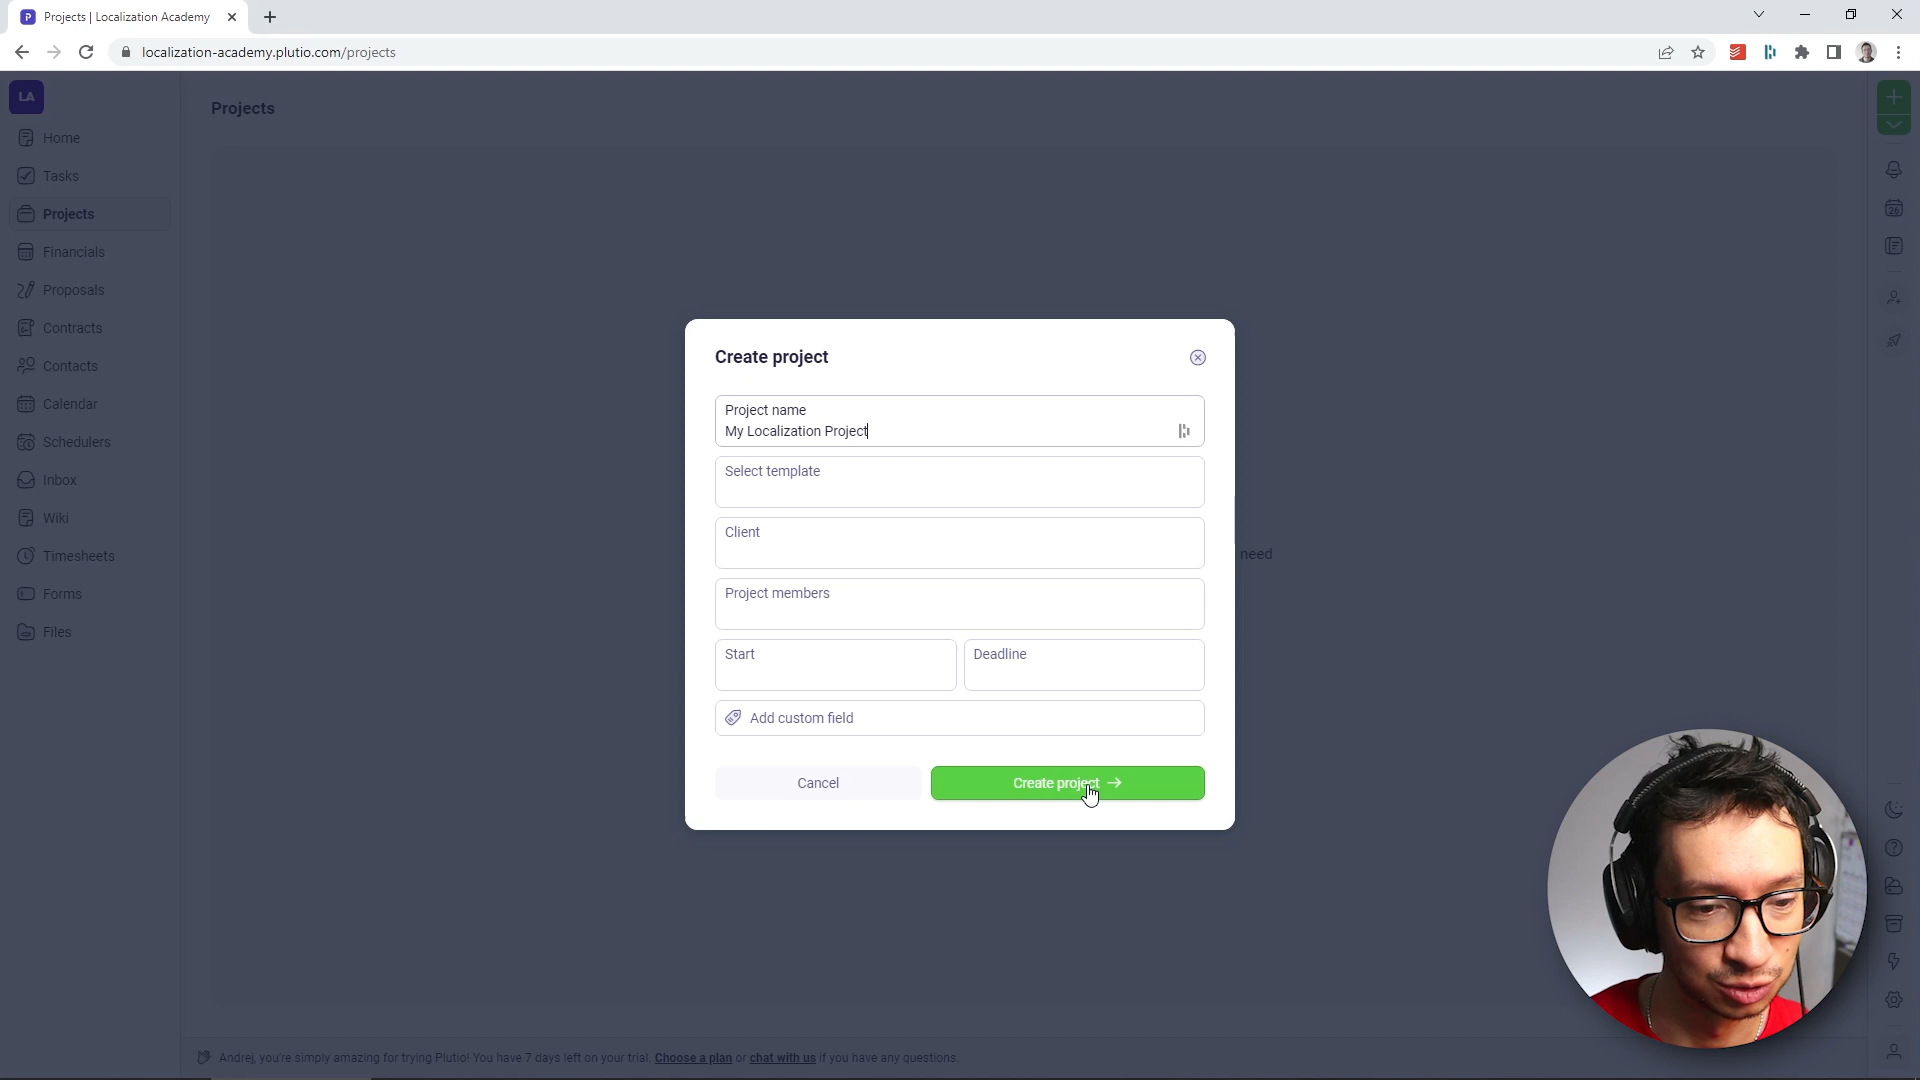 P Projects | Localization Academy
localization-academy.plutio.com/projects
LA
Home
Tasks
Projects
Financials
Proposals
Contracts
Contacts
Calendar
Schedulers
Inbox
Wiki
Timesheets
Forms
Files
Projects
26
Create project
Project name
My Localization Project
Select template
Client
Project members
Start
Deadline
Add custom field
Cancel
Create project
need
Andrej, you're simply amazing for trying Plutio! You have 7 days left on your trial. Choose a plan or chat with us if you have any questions.